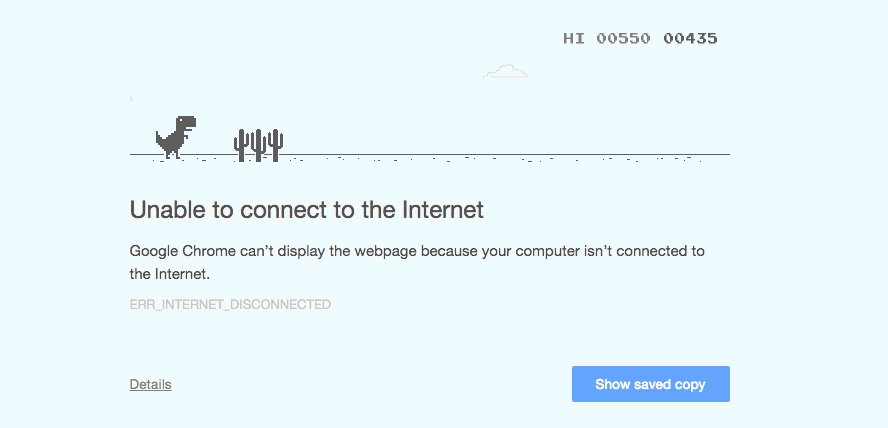 HI 00550 00435
Unable to connect to the Internet
Google Chrome can’t display the webpage because your computer isn’t connected to
the Internet.
ERR_INTERNET_DISCONNECTED
Details
Show saved copy